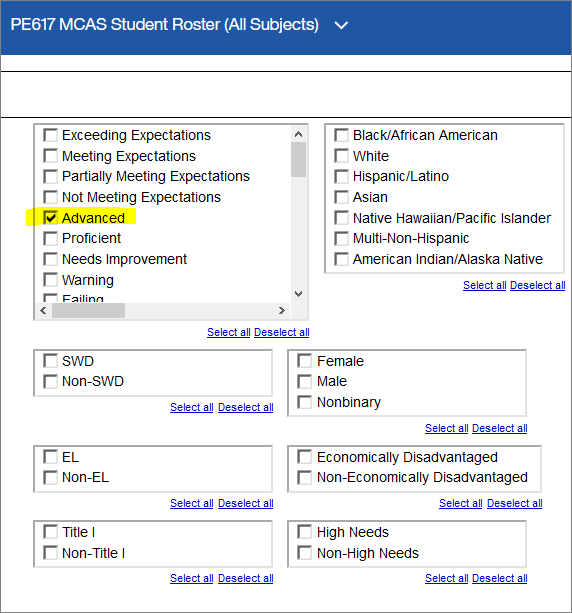 PE617 MCAS Student Roster (All Subjects)
Exceeding Expectations
Meeting Expectations
Partially Meeting Expectations
Not Meeting Expectations
Advanced
Proficient
Needs Improvement
Warning
Failing
Select all Deselect all
Black/African American
White
Hispanic/Latino
Asian
Native Hawaiian/Pacific Islander
Multi-Non-Hispanic
American Indian/Alaska Native
Select all Deselect all
SWD
Non-SWD
Select all Deselect all
Female
Male
Nonbinary
Select all Deselect all
EL
Non-EL
Select all Deselect all
Economically Disadvantaged
Non-Economically Disadvantaged
Select all Deselect all
Title I
Non-Title I
Select all Deselect all
High Needs
Non-High Needs
Select all Deselect all